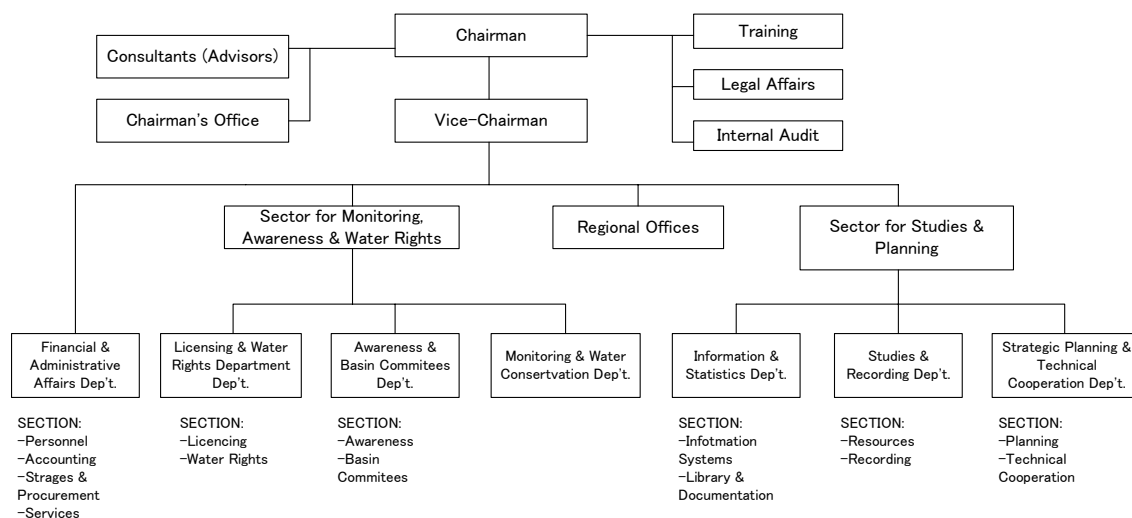 Chairman
Consultants (Advisors)
Chairman's Office
Vice-Chairman
Training
Legal Affairs
Internal Audit
Sector for Monitoring,
Awareness & Water Rights
Regional Offices
Sector for Studies &
Planning
Financial &
Administrative
Affairs Dep't.
Licensing & Water
Rights Department
Dep't.
Awareness &
Basin Commitees
Dep't.
Monitoring & Water
Consertvation Dep't.
Information &
Statistics Dep't.
Studies &
Recording Dep't.
Strategic Planning &
Technical
Cooperation Dep't.
SECTION:
-Personnel
-Accounting
-Strages &
Procurement
-Services
SECTION:
-Licencing
-Water Rights
SECTION:
-Awareness
-Basin
Commitees
SECTION:
-Infotmation
Systems
-Library &
Documentation
SECTION:
-Resources
-Recording
SECTION:
-Planning
-Technical
Cooperation